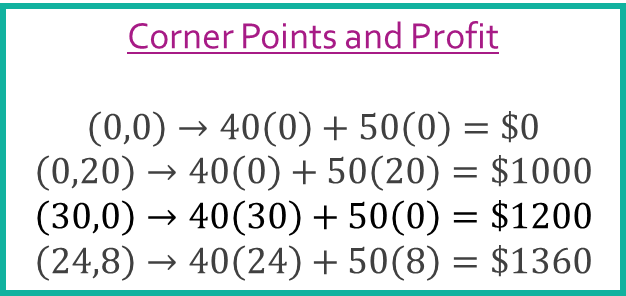 Corner Points and Profit
(0,0) → 40(0) + 50(0) = $0
(0,20) → 40(0) + 50(20) = $1000
(30,0) → 40(30) + 50(0) = $1200
(24,8) → 40(24) + 50(8) = $1360